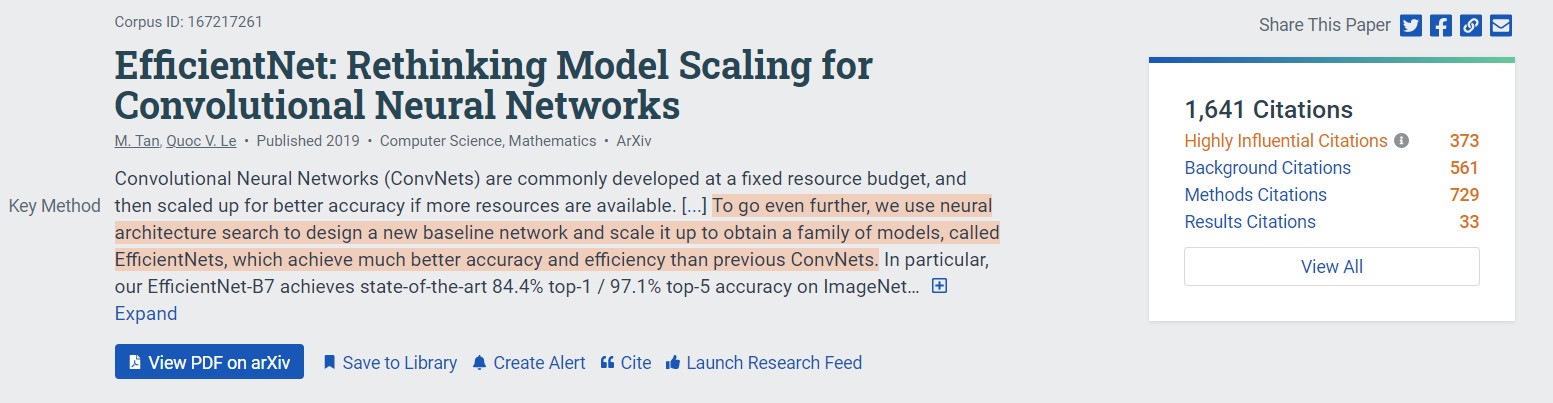 Corpus ID: 167217261
Share This Paper
EfficientNet: Rethinking Model Scaling for
Convolutional Neural Networks
M. Tan, Quoc V. Le • Published 2019 • Computer Science, Mathematics • ArXiv
Convolutional Neural Networks (ConvNets) are commonly developed at a fixed resource budget, and
Key Method then scaled up for better accuracy if more resources are available. [...] To go even further, we use neural
architecture search to design a new baseline network and scale it up to obtain a family of models, called
EfficientNets, which achieve much better accuracy and efficiency than previous ConvNets. In particular,
our EfficientNet-B7 achieves state-of-the-art 84.4% top-1 / 97.1% top-5 accuracy on ImageNet…
Expand
View PDF on arXiv Save to Library Create Alert Cite Launch Research Feed
1,641 Citations
Highly Influential Citations 373
Background Citations 561
Methods Citations 729
Results Citations 33
View All